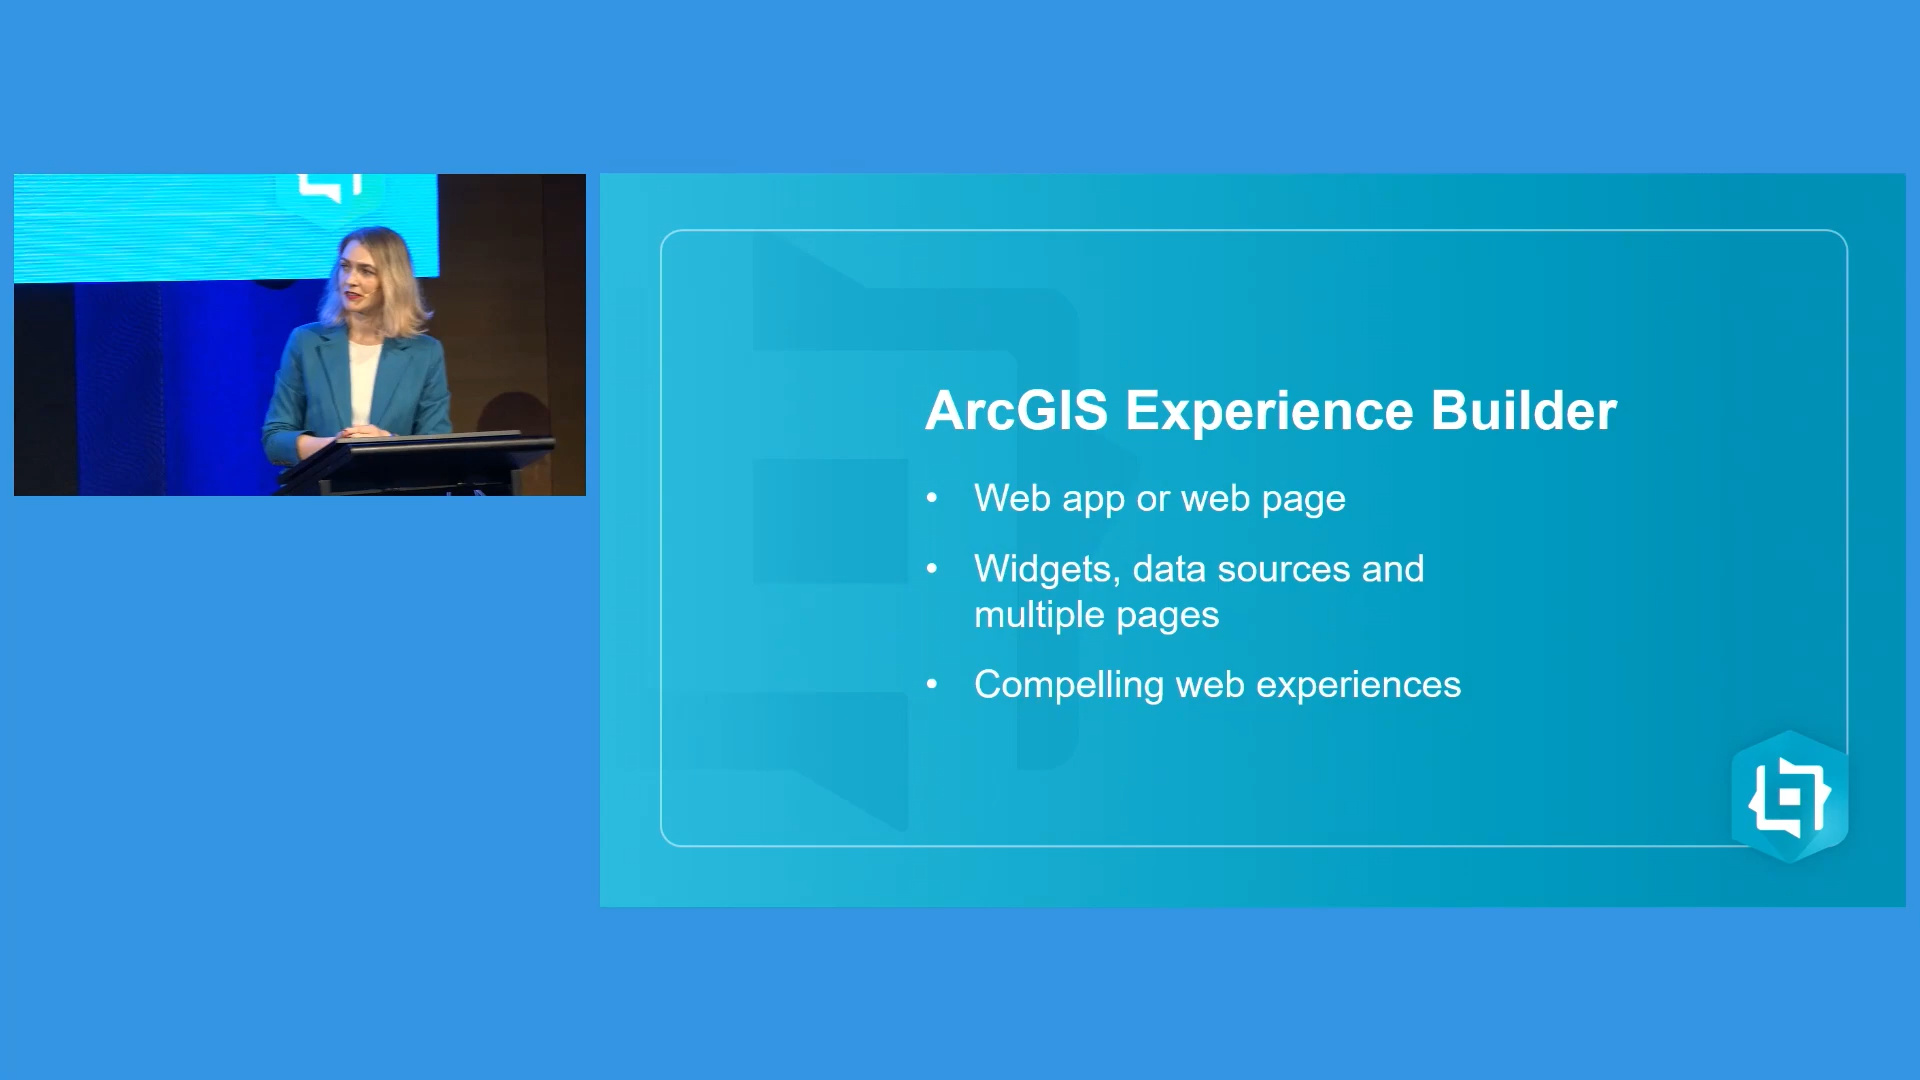 ArcGIS Experience Builder
• Web app or web page
• Widgets, data sources and
multiple pages
• Compelling web experiences